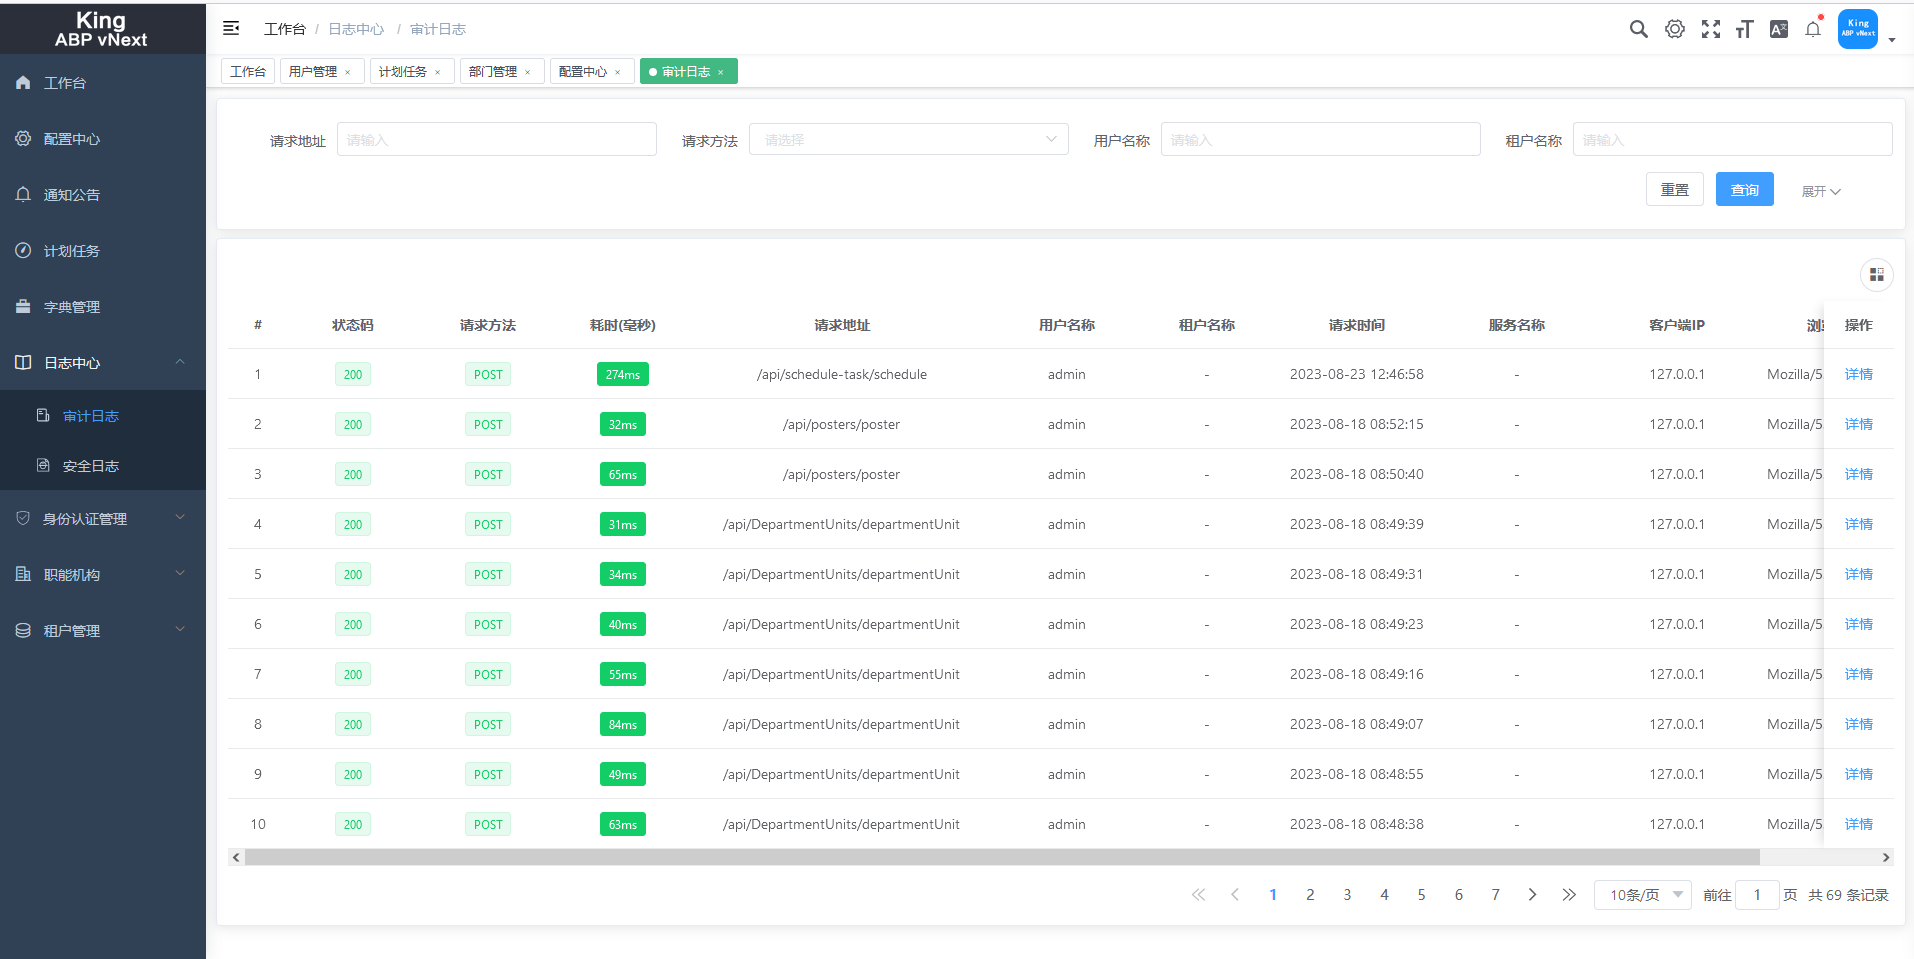 King
ABP vNext
工作台
配置中心
通知公告
计划任务
字典管理
日志中心
审计日志
安全日志
身份认证管理
职能机构
租户管理
工作台 / 日志中心 / 审计日志
King
ABP vNext
工作台 用户管理 × 计划任务 × 部门管理 × 配置中心 × 审计日志 ×
请求地址 请输入 请求方法 请选择 用户名称 请输入 租户名称 请输入
重置 查询 展开
# 状态码 请求方法 耗时(毫秒) 请求地址 用户名称 租户名称 请求时间 服务名称 客户端IP 浏 操作
1 200 POST 274ms /api/schedule-task/schedule admin - 2023-08-23 12:46:58 - 127.0.0.1 Mozilla/5. 详情
2 200 POST 32ms /api/posters/poster admin - 2023-08-18 08:52:15 - 127.0.0.1 Mozilla/5. 详情
3 200 POST 65ms /api/posters/poster admin - 2023-08-18 08:50:40 - 127.0.0.1 Mozilla/5. 详情
4 200 POST 31ms /api/DepartmentUnits/departmentUnit admin - 2023-08-18 08:49:39 - 127.0.0.1 Mozilla/5. 详情
5 200 POST 34ms /api/DepartmentUnits/departmentUnit admin - 2023-08-18 08:49:31 - 127.0.0.1 Mozilla/5. 详情
6 200 POST 40ms /api/DepartmentUnits/departmentUnit admin - 2023-08-18 08:49:23 - 127.0.0.1 Mozilla/5. 详情
7 200 POST 55ms /api/DepartmentUnits/departmentUnit admin - 2023-08-18 08:49:16 - 127.0.0.1 Mozilla/5. 详情
8 200 POST 84ms /api/DepartmentUnits/departmentUnit admin - 2023-08-18 08:49:07 - 127.0.0.1 Mozilla/5. 详情
9 200 POST 49ms /api/DepartmentUnits/departmentUnit admin - 2023-08-18 08:48:55 - 127.0.0.1 Mozilla/5. 详情
10 200 POST 63ms /api/DepartmentUnits/departmentUnit admin - 2023-08-18 08:48:38 - 127.0.0.1 Mozilla/5. 详情
1 2 3 4 5 6 7 10条/页 前往 1 页 共 69 条记录